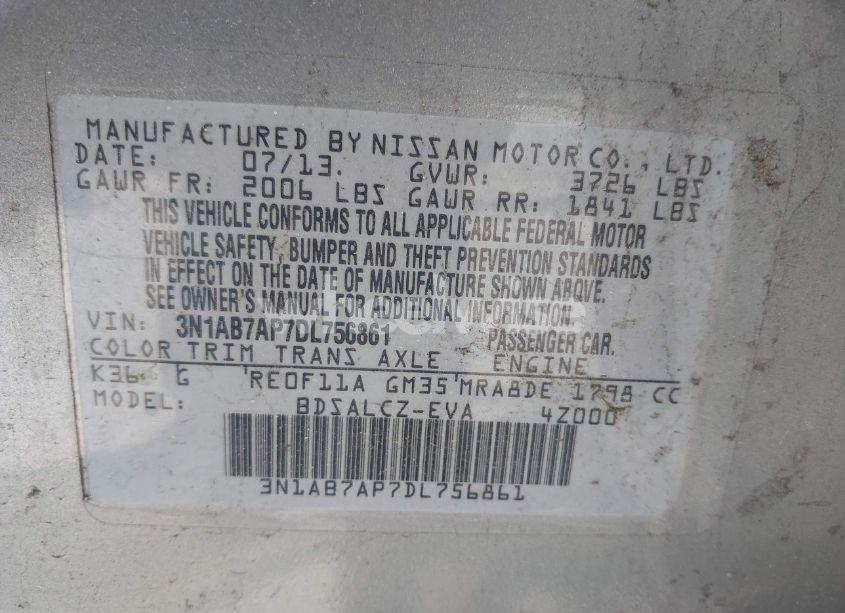 MANUFACTURED BY NISSAN MOTOR CO., LTD.
DATE: 07/13. GVWR: 3726 LBS
GAWR FR: 2006 LBS GAWR RR: 1841 LBS
THIS VEHICLE CONFORMS TO ALL APPLICABLE FEDERAL MOTOR
VEHICLE SAFETY, BUMPER AND THEFT PREVENTION STANDARDS
IN EFFECT ON THE DATE OF MANUFACTURE SHOWN ABOVE.
SEE OWNER'S MANUAL FOR ADDITIONAL INFORMATION.
VIN: 3N1AB7AP7DL756861 PASSENGER CAR.
COLOR TRIM TRANS AXLE ENGINE
K36 G RE0F11A GM35 MRA8DE 1798 CC
MODEL: BDSALCZ-EVA 4Z000
3N1AB7AP7DL756861